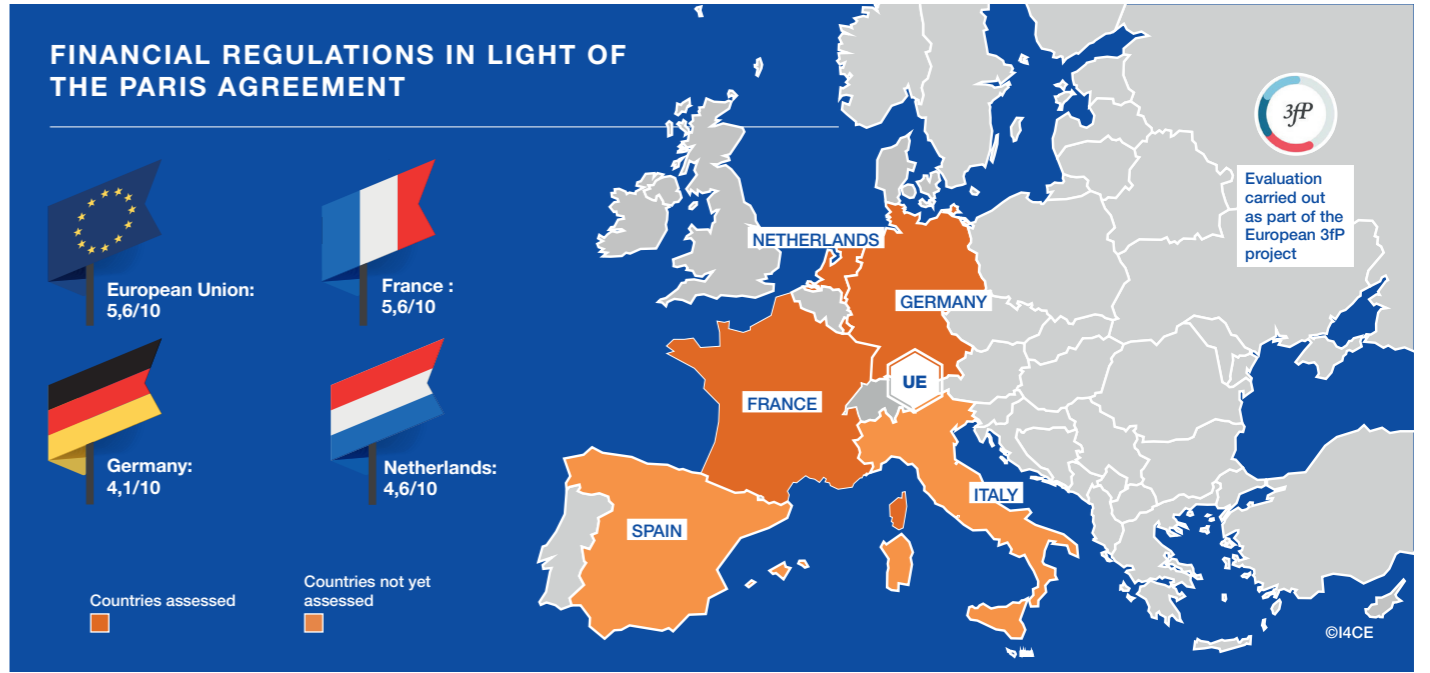 FINANCIAL REGULATIONS IN LIGHT OF
THE PARIS AGREEMENT
3fP
Evaluation
carried out
as part of the
European 3fP
project
European Union:
5,6/10
France :
5,6/10
Germany:
4,1/10
Netherlands:
4,6/10
NETHERLANDS
GERMANY
UE
FRANCE
ITALY
SPAIN
Countries assessed
Countries not yet
assessed
©I4CE